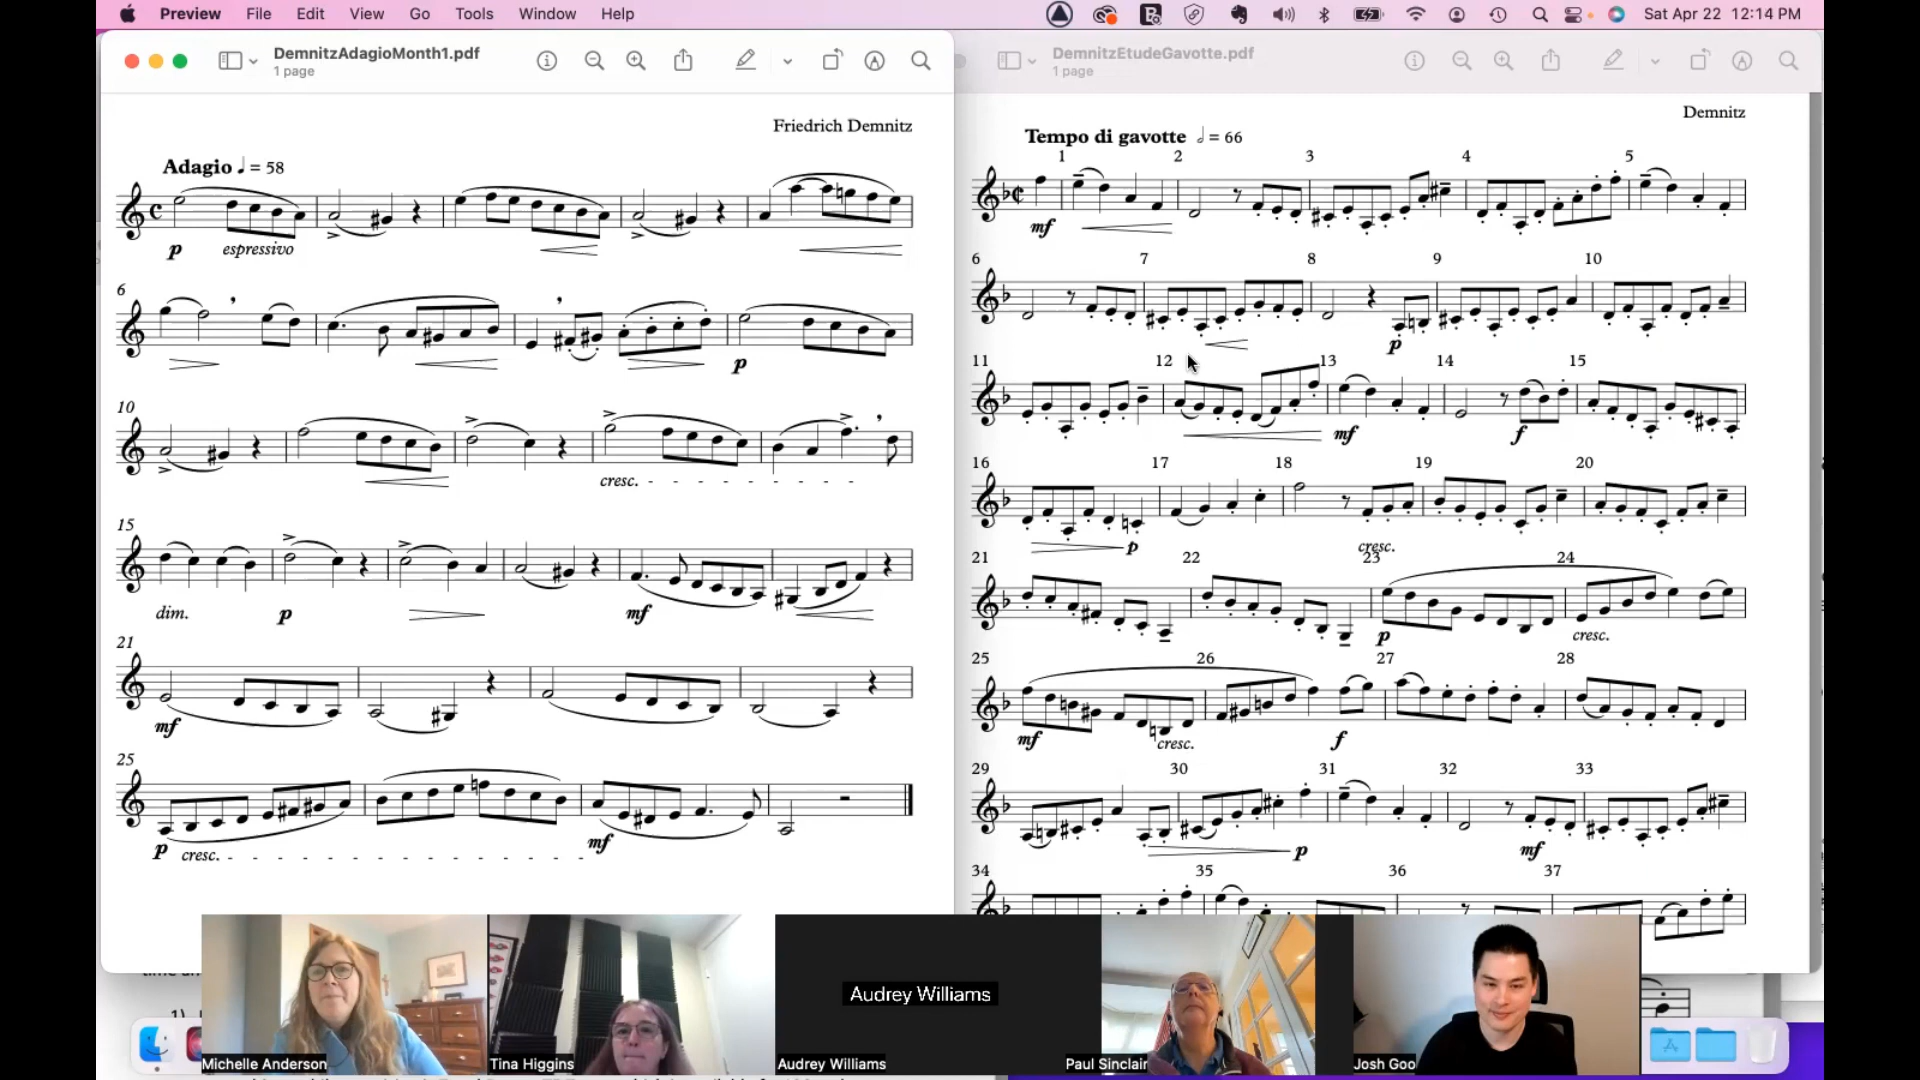 Preview File Edit View Go Tools Window Help
Sat Apr 22 12:14 PM
DemnitzAdagioMonth1.pdf
1 page
DemnitzEtudeGavotte.pdf
1 page
Friedrich Demnitz
Adagio ♩ = 58
p espressivo
6
p
10
cresc.
15
dim. p mf
21
mf
25
p cresc. mf
Demnitz
Tempo di gavotte 𝅗𝅥 = 66
1 2 3 4 5
mf
6 7 8 9 10
p
11 12 13 14 15
mf f
16 17 18 19 20
p cresc.
21 22 23 24
p cresc.
25 26 27 28
mf cresc. f
29 30 31 32 33
p mf
34 35 36 37
Audrey Williams
Michelle Anderson
Tina Higgins
Audrey Williams
Paul Sinclair
Josh Goo